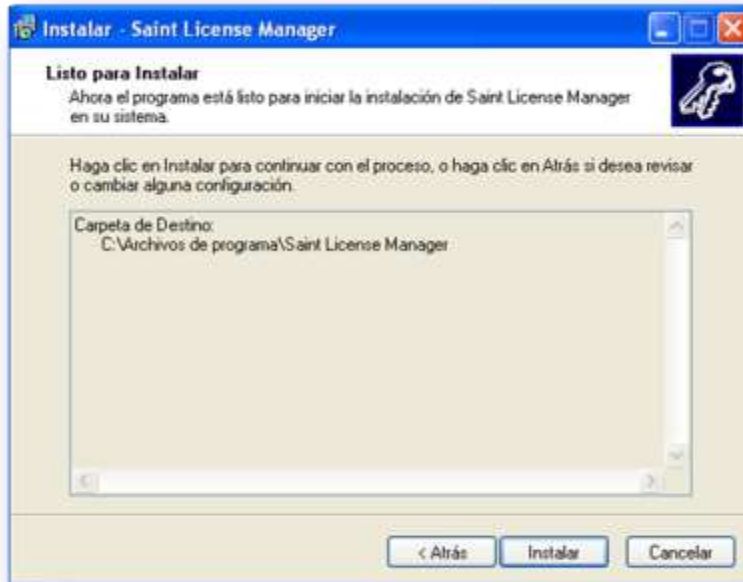 Instalar - Saint License Manager
Listo para Instalar
Ahora el programa está listo para iniciar la instalación de Saint License Manager
en su sistema.
Haga clic en Instalar para continuar con el proceso, o haga clic en Atrás si desea revisar
o cambiar alguna configuración.
Carpeta de Destino:
C:\Archivos de programa\Saint License Manager
< Atrás
Instalar
Cancelar